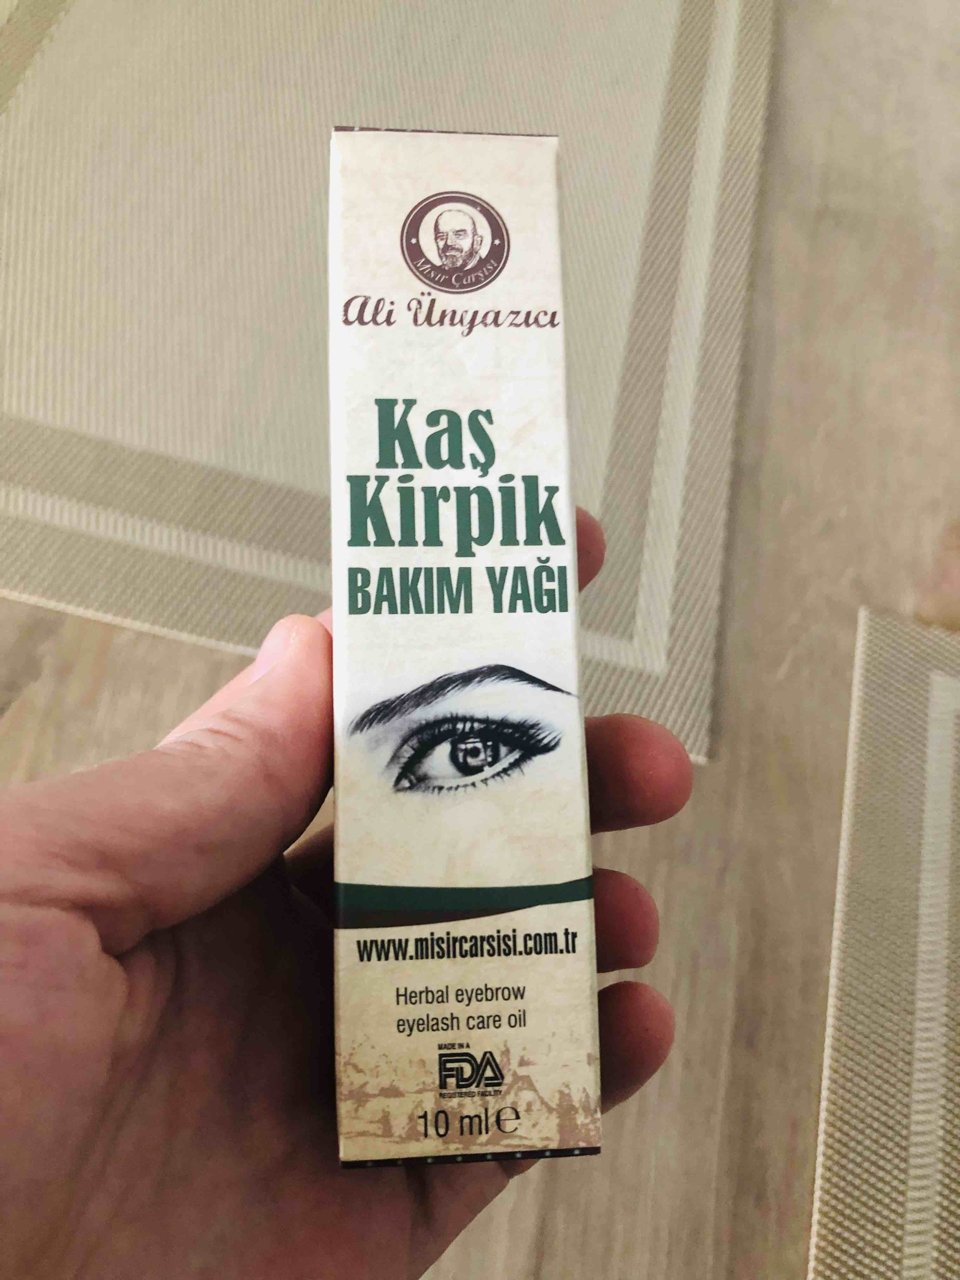 Mısır Çarşısı
Ali Ünyazıcı
Kaş
Kirpik
BAKIM YAĞI
www.misircarsisi.com.tr
Herbal eyebrow
eyelash care oil
MADE IN A
FDA
REGISTERED FACILITY
10 ml e